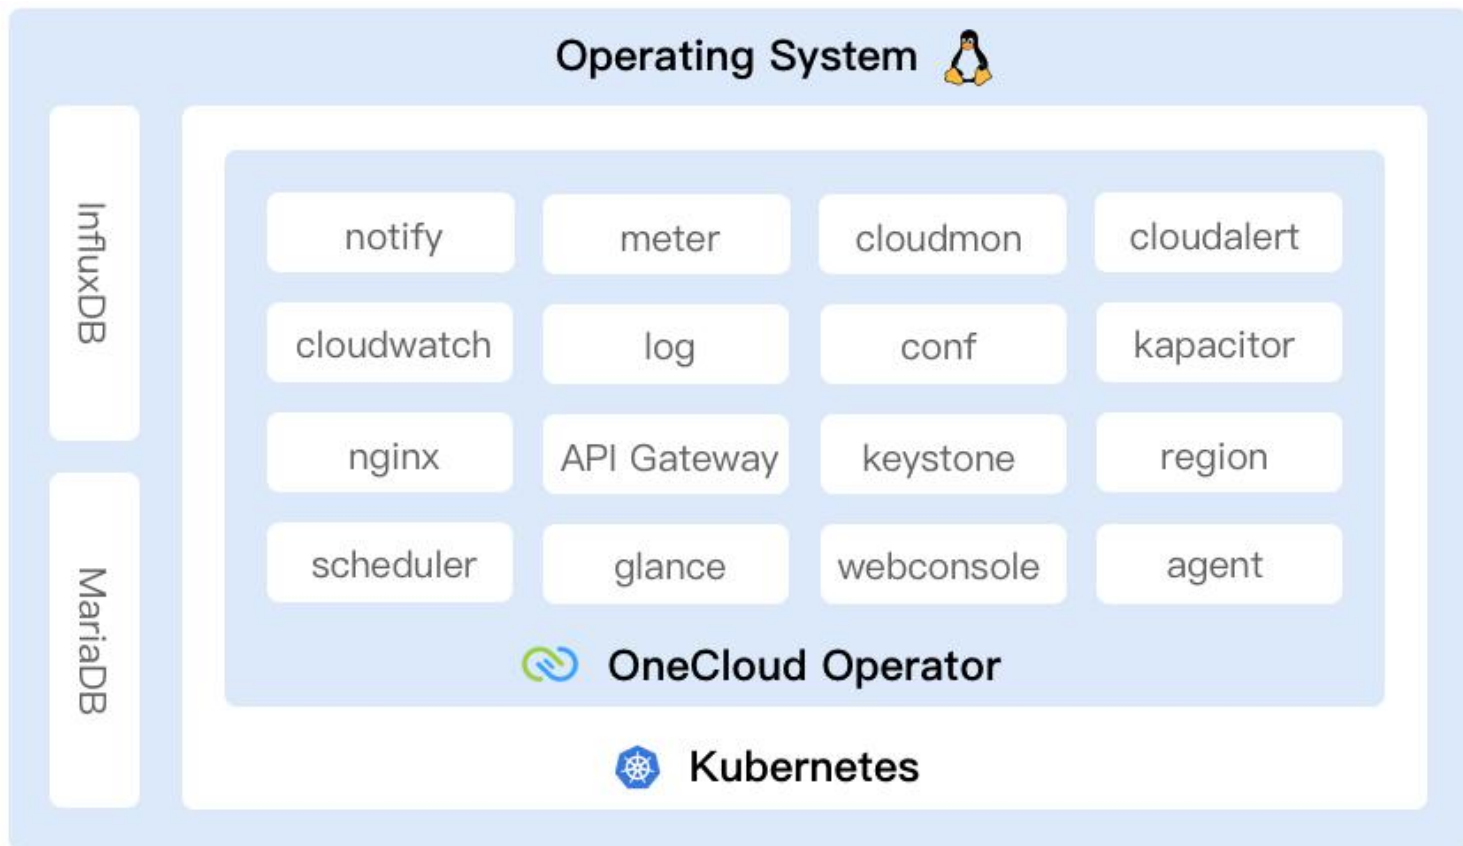 Operating System
InfluxDB
MariaDB
notify
meter
cloudmon
cloudalert
cloudwatch
log
conf
kapacitor
nginx
API Gateway
keystone
region
scheduler
glance
webconsole
agent
OneCloud Operator
Kubernetes